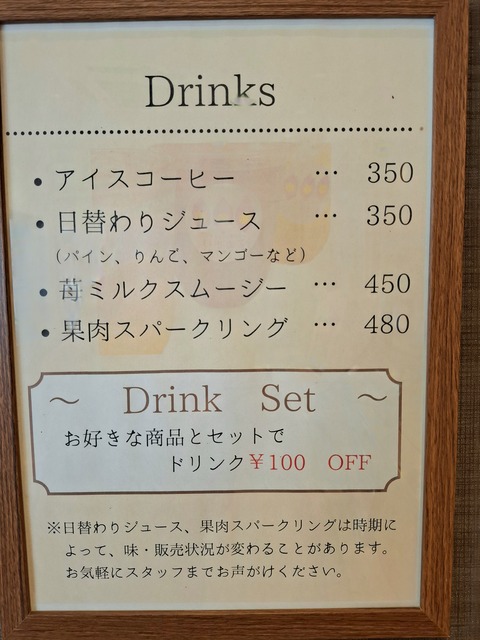 Drinks
• アイスコーヒー … 350
• 日替わりジュース … 350
（パイン、りんご、マンゴーなど）
• 苺ミルクスムージー … 450
• 果肉スパークリング … 480
～ Drink Set ～
お好きな商品とセットで
ドリンク¥100 OFF
※日替わりジュース、果肉スパークリングは時期に
よって、味・販売状況が変わることがあります。
お気軽にスタッフまでお声がけください。